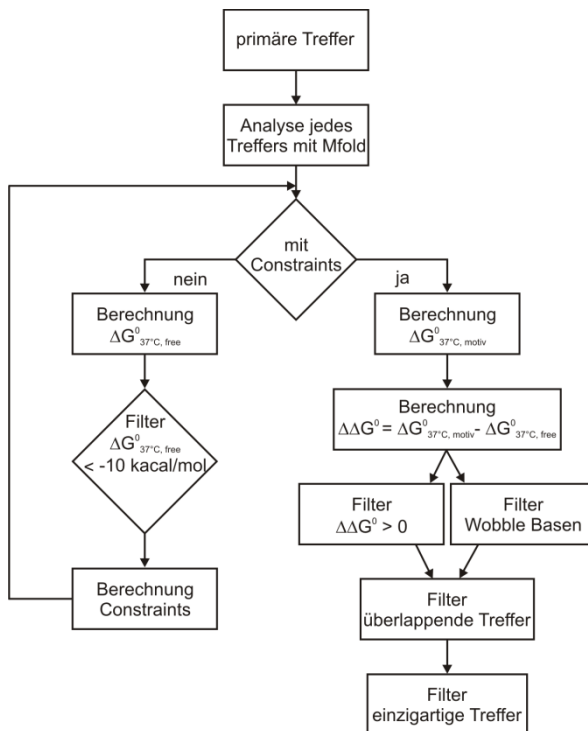 primäre Treffer
Analyse jedes
Treffers mit Mfold
mit
Constraints
nein
ja
Berechnung
ΔG⁰37°C, free
Berechnung
ΔG⁰37°C, motiv
Filter
ΔG⁰37°C, free
< -10 kacal/mol
Berechnung
ΔΔG⁰ = ΔG⁰37°C, motiv - ΔG⁰37°C, free
Filter
ΔΔG⁰ > 0
Filter
Wobble Basen
Berechnung
Constraints
Filter
überlappende Treffer
Filter
einzigartige Treffer